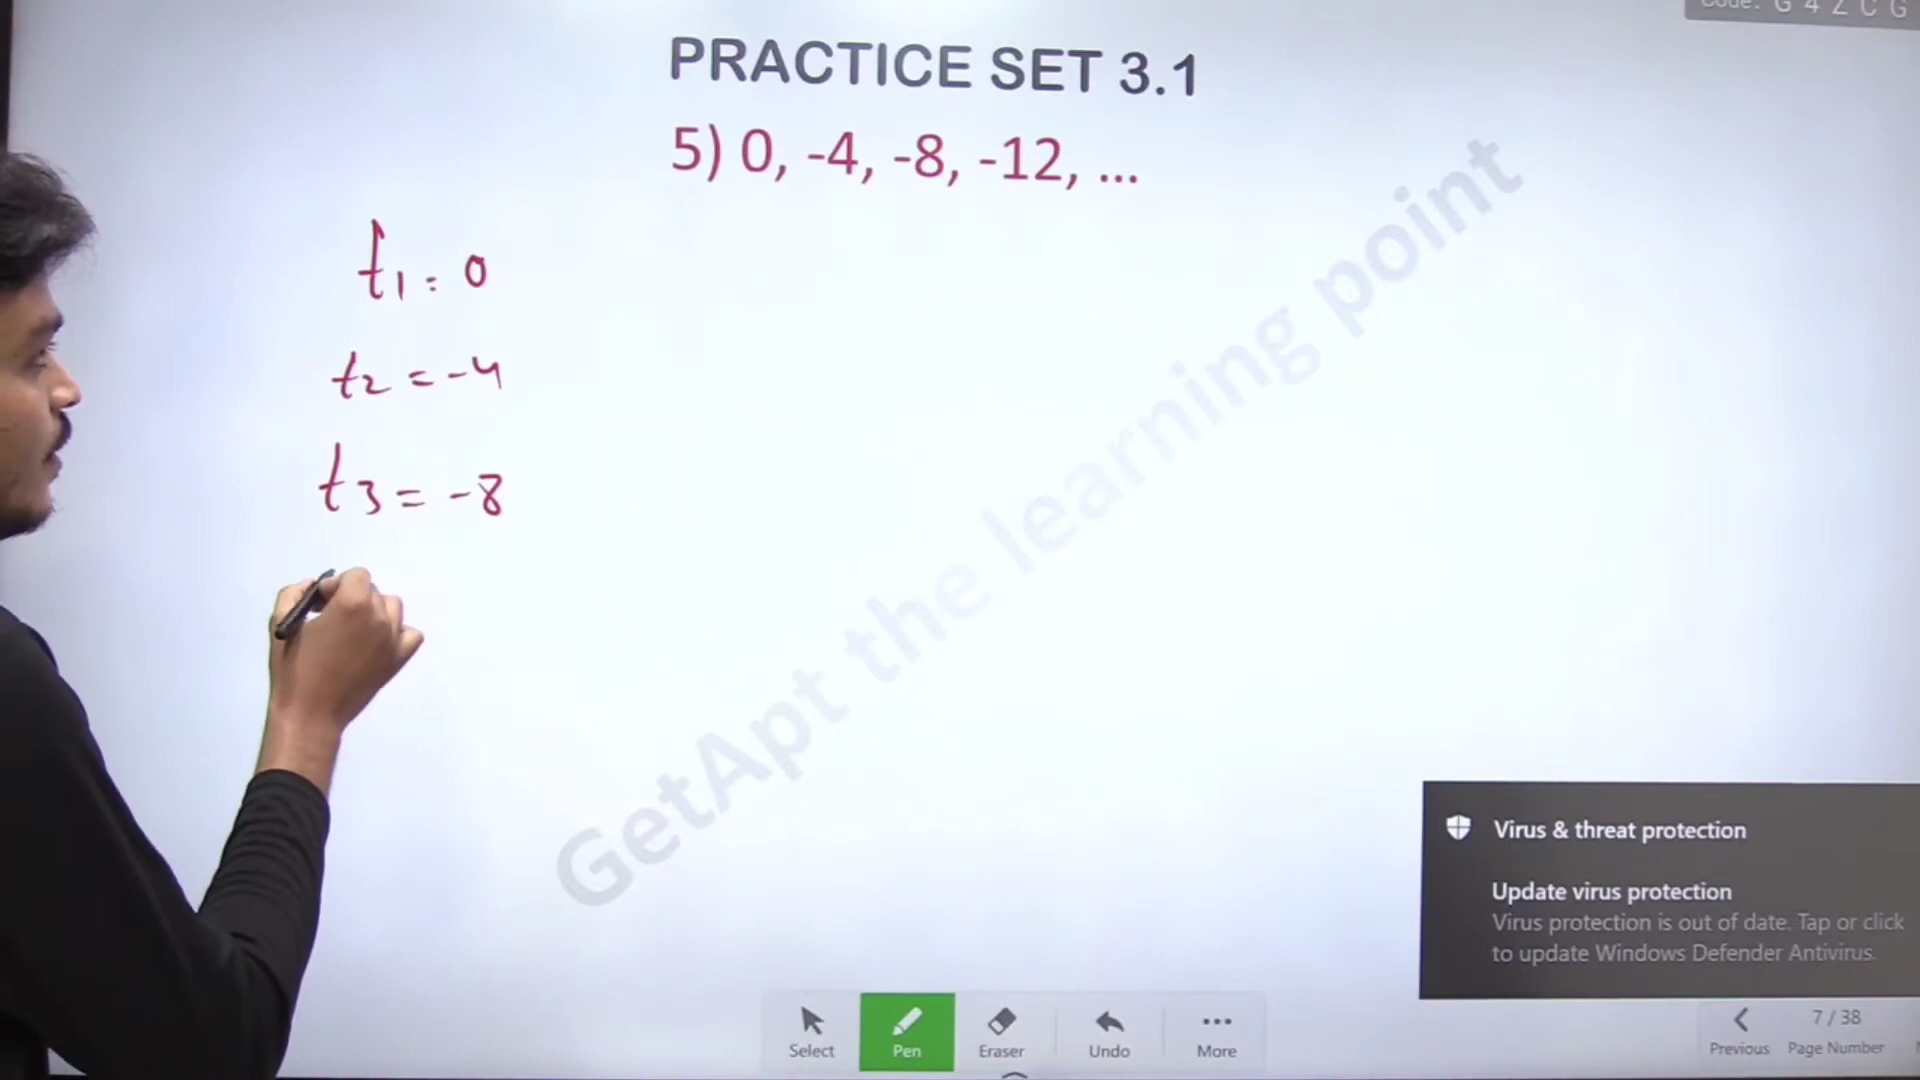 Code: G 4 Z C G
PRACTICE SET 3.1
5) 0, -4, -8, -12, ...
t1 = 0
t2 = -4
t3 = -8
GetApt the learning point
Virus & threat protection
Update virus protection
Virus protection is out of date. Tap or click
to update Windows Defender Antivirus.
Select
Pen
Eraser
Undo
More
7 / 38
Previous
Page Number